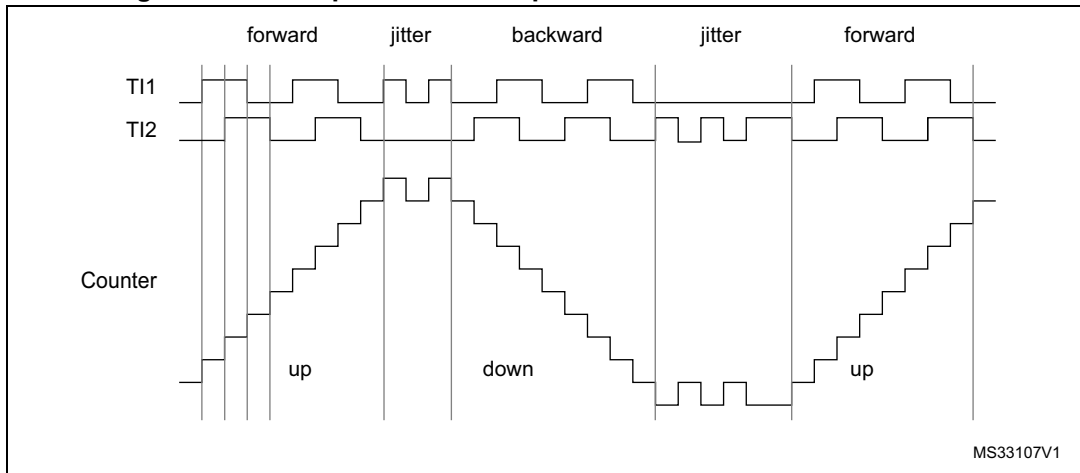 forward jitter backward jitter forward
TI1
TI2
Counter
up down up
MS33107V1